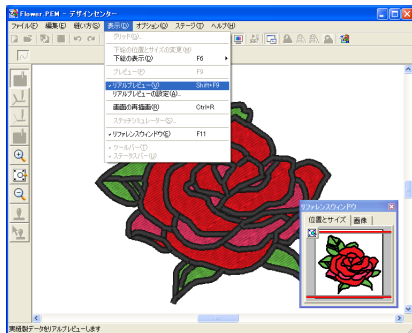 Flower.PEM - デザインセンター
ファイル(F) 編集(E) 縫い方(S) 表示(D) オプション(O) ステージ(T) ヘルプ(H)
グリッド(G)...
下絵の位置とサイズの変更(M)
下絵の表示(D) F6
プレビュー(P) F9
リアルプレビュー(V) Shift+F9
リアルプレビューの設定(A)...
画面の再描画(R) Ctrl+R
ステッチシミュレーター(S)...
リファレンスウィンドウ(E) F11
ツールバー(T)
ステータスバー(U)
リファレンスウィンドウ
位置とサイズ 画像
実縫製データをリアルプレビューします